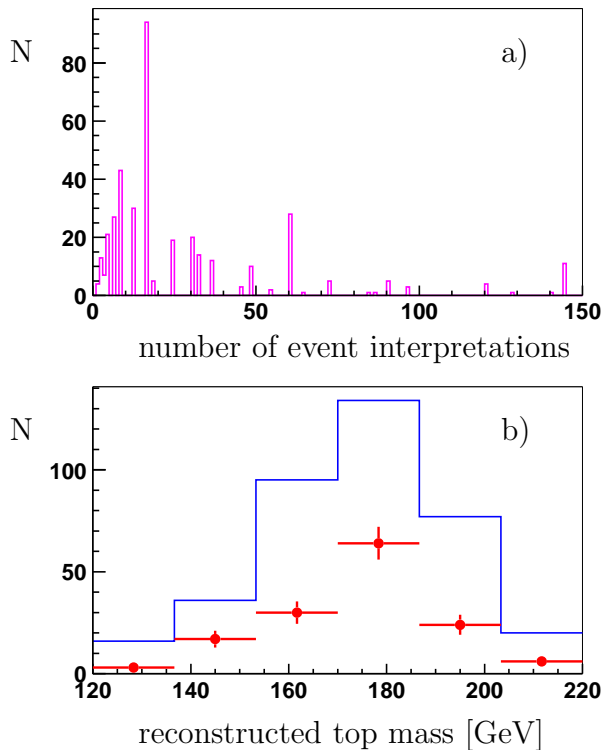 N
a)
80
60
40
20
0
0 50 100 150
number of event interpretations
N
b)
100
50
0
120 140 160 180 200 220
reconstructed top mass [GeV]